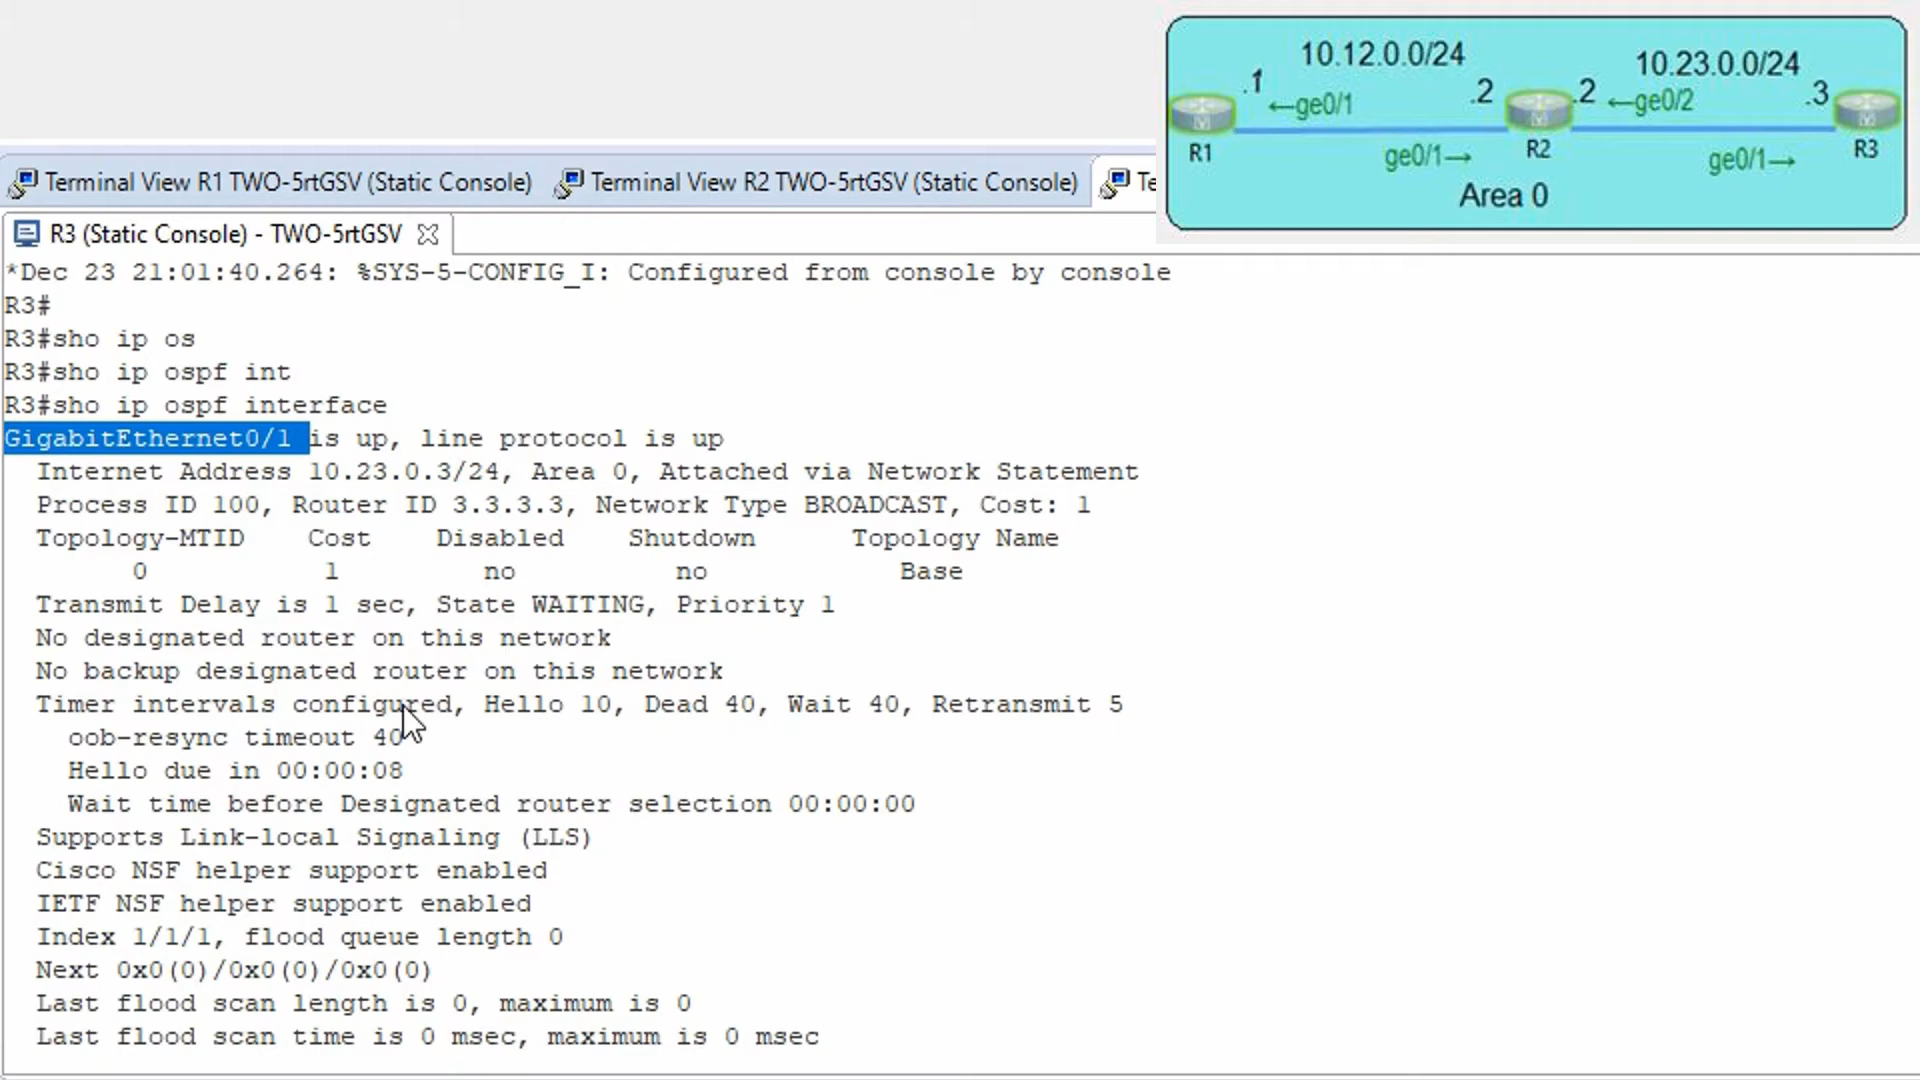 10.12.0.0/24
10.23.0.0/24
.1
←ge0/1
.2
.2
←ge0/2
.3
R1
ge0/1→
R2
ge0/1→
R3
Area 0
Terminal View R1 TWO-5rtGSV (Static Console)
Terminal View R2 TWO-5rtGSV (Static Console)
Te
R3 (Static Console) - TWO-5rtGSV
*Dec 23 21:01:40.264: %SYS-5-CONFIG_I: Configured from console by console
R3#
R3#sho ip os
R3#sho ip ospf int
R3#sho ip ospf interface
GigabitEthernet0/1 is up, line protocol is up
Internet Address 10.23.0.3/24, Area 0, Attached via Network Statement
Process ID 100, Router ID 3.3.3.3, Network Type BROADCAST, Cost: 1
Topology-MTID Cost Disabled Shutdown Topology Name
0 1 no no Base
Transmit Delay is 1 sec, State WAITING, Priority 1
No designated router on this network
No backup designated router on this network
Timer intervals configured, Hello 10, Dead 40, Wait 40, Retransmit 5
oob-resync timeout 40
Hello due in 00:00:08
Wait time before Designated router selection 00:00:00
Supports Link-local Signaling (LLS)
Cisco NSF helper support enabled
IETF NSF helper support enabled
Index 1/1/1, flood queue length 0
Next 0x0(0)/0x0(0)/0x0(0)
Last flood scan length is 0, maximum is 0
Last flood scan time is 0 msec, maximum is 0 msec